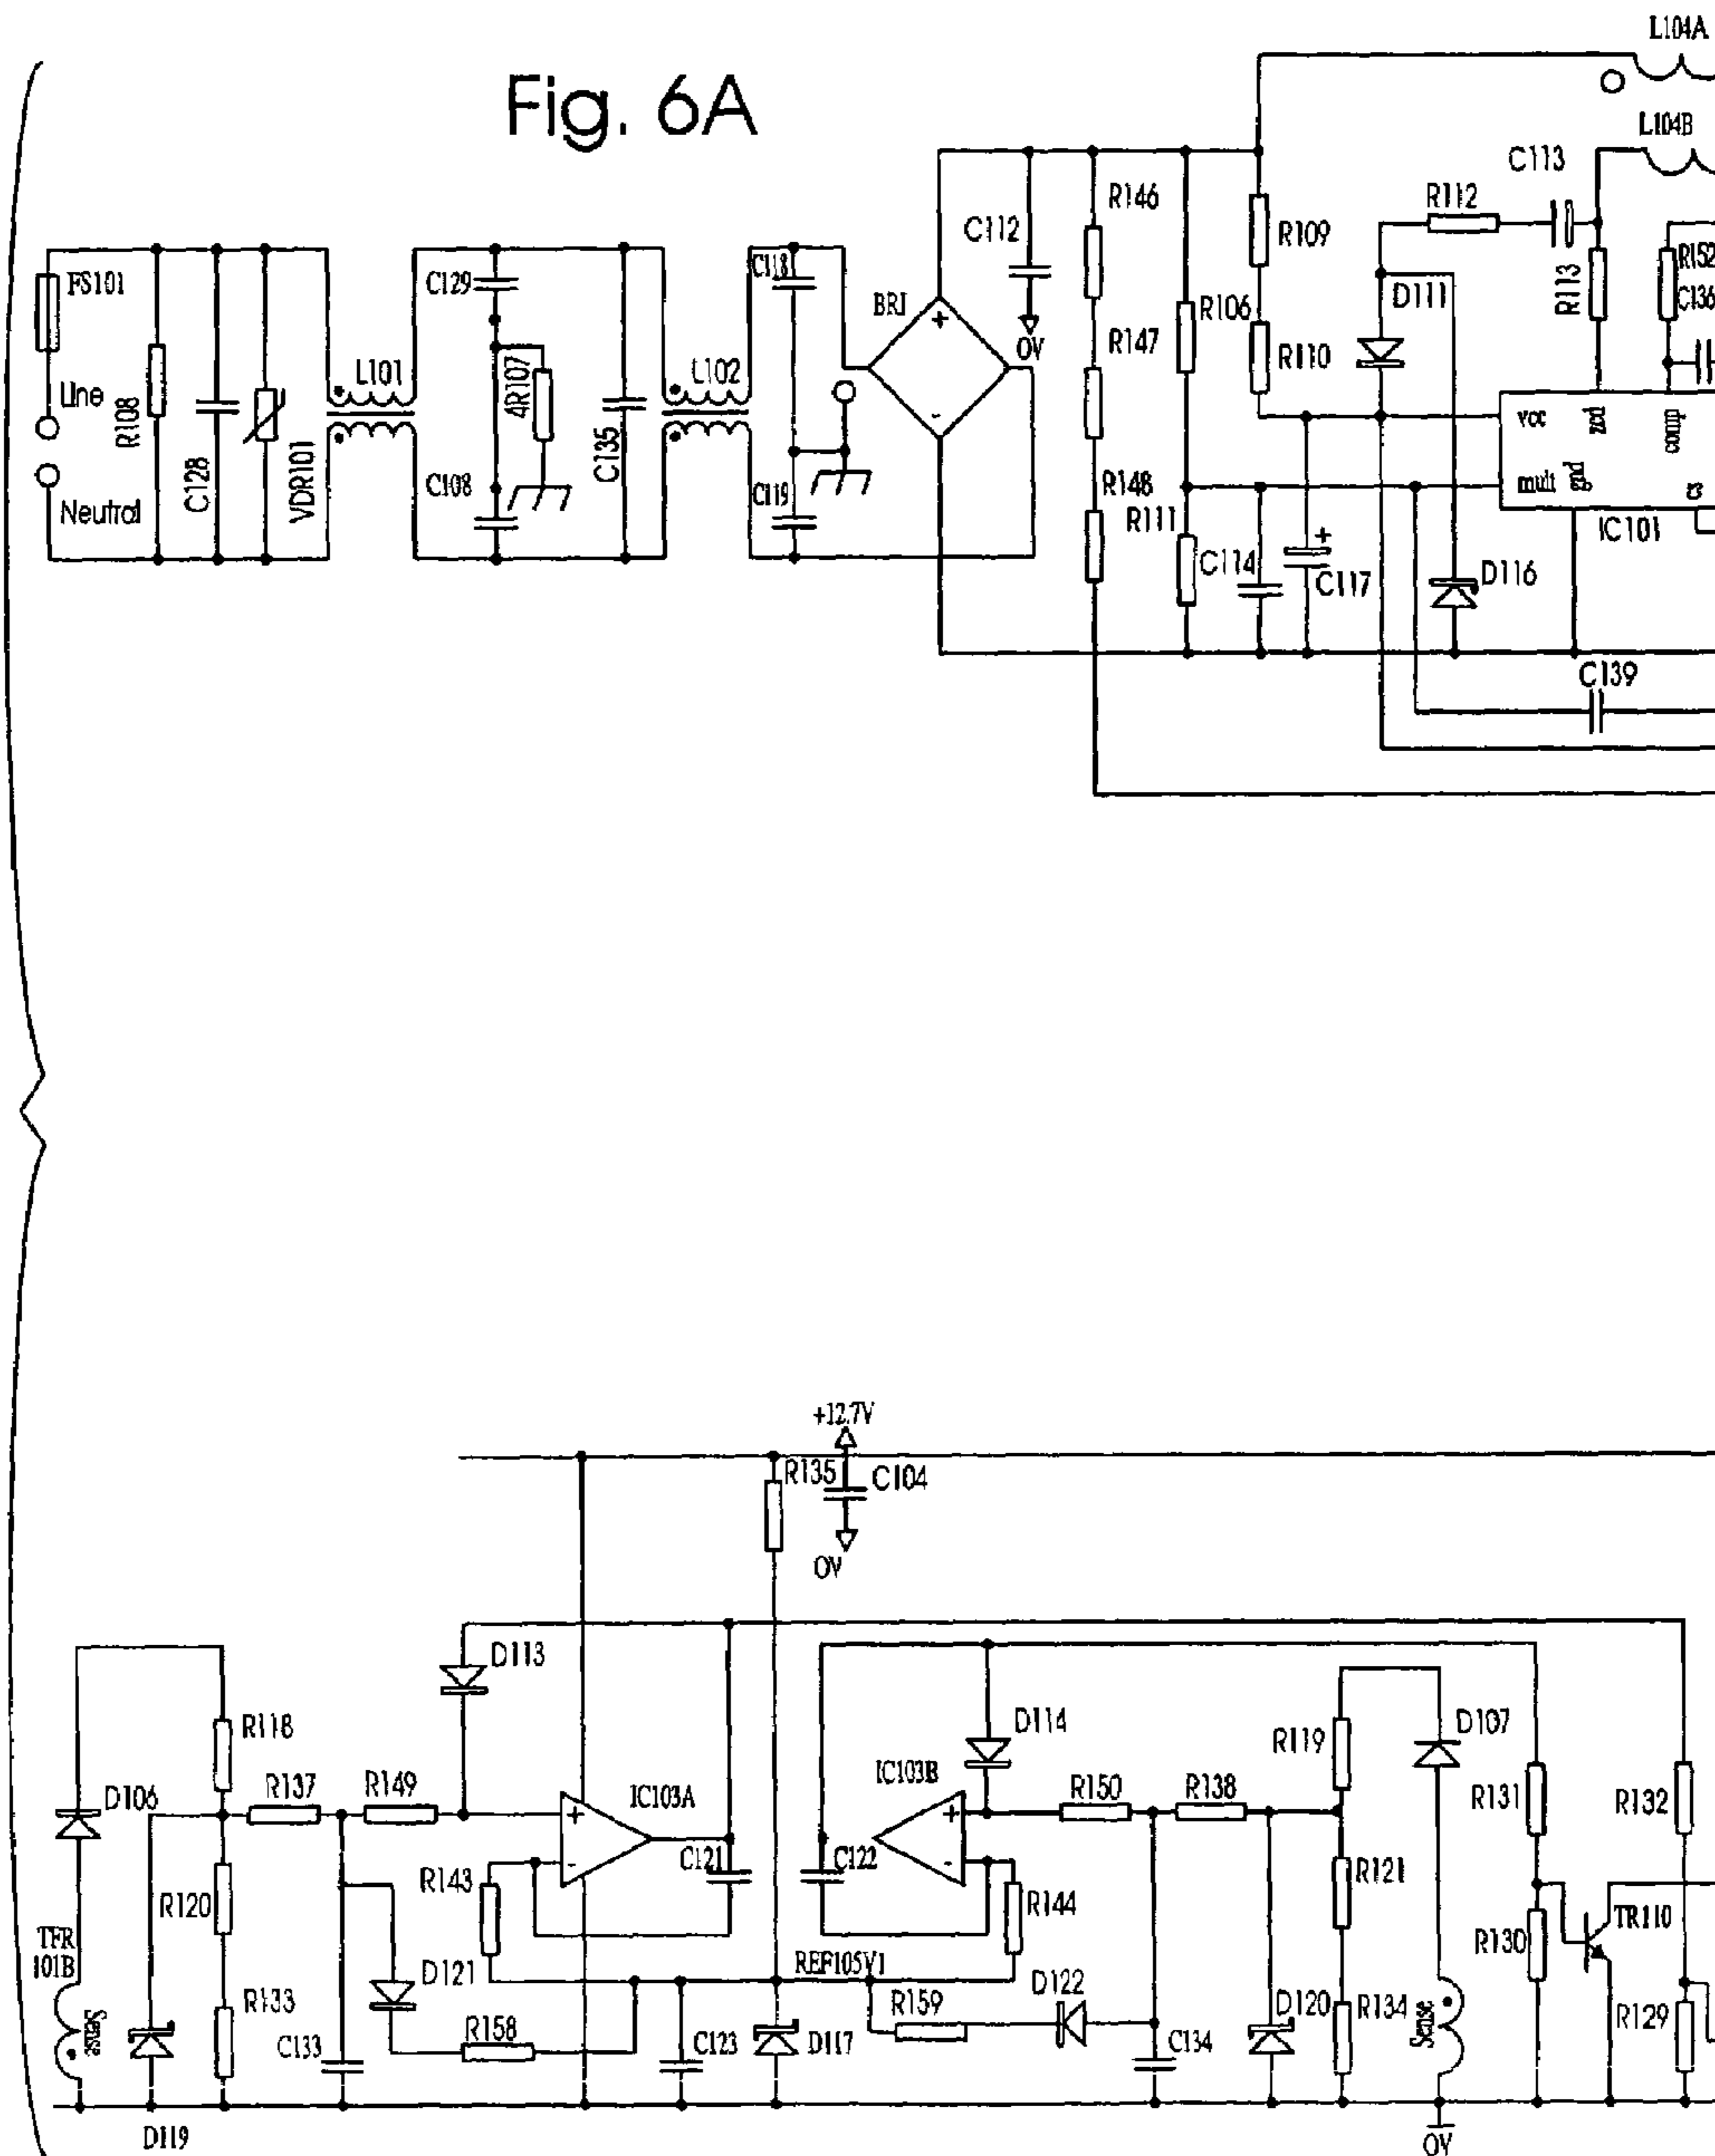 Fig. 6A
L104A
L104B
C113
R112
R146
C112
R109
FS101
C129
C118
BR1
D111
R113
R152
C136
R106
0V
R147
R110
Line
L101
L102
4R107
R108
C135
vcc
zcd
comp
C128
VDR101
C108
C119
R148
mult
gnd
cs
Neutral
R111
IC101
C114
C117
+
D116
C139
+
-
+12.7V
R135
C104
0V
D113
R118
D114
R119
D107
R137
R149
IC103A
IC103B
R150
R138
D106
R131
R132
+
+
-
-
R143
C121
C122
R121
R120
R144
TFR
101B
R130
TR110
REF105V1
D121
D122
Sense
R133
R159
D120
R134
Sense
R129
R158
C133
C123
D117
C134
D119
0V